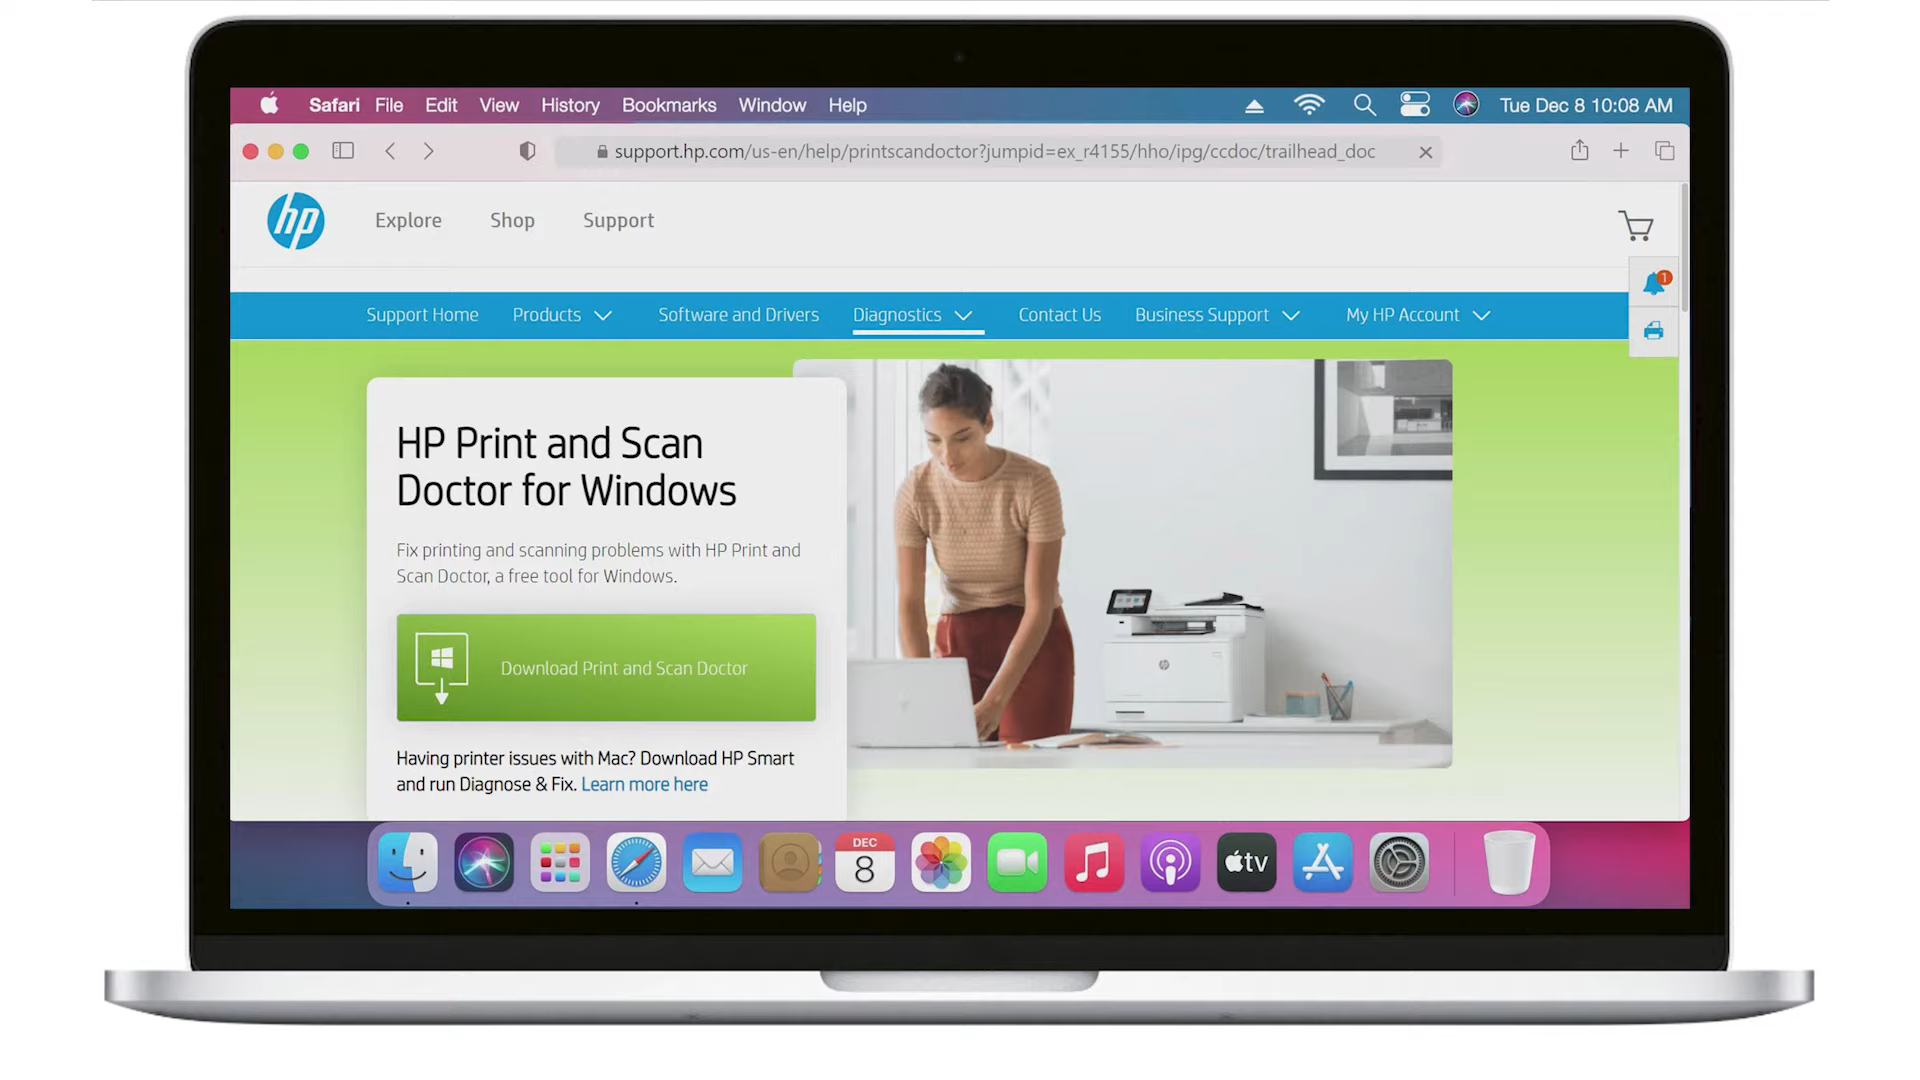 Safari File Edit View History Bookmarks Window Help Tue Dec 8 10:08 AM
support.hp.com/us-en/help/printscandoctor?jumpid=ex_r4155/hho/ipg/ccdoc/trailhead_doc
hp Explore Shop Support
1
Support Home Products Software and Drivers Diagnostics Contact Us Business Support My HP Account
HP Print and Scan
Doctor for Windows
Fix printing and scanning problems with HP Print and
Scan Doctor, a free tool for Windows.
Download Print and Scan Doctor
Having printer issues with Mac? Download HP Smart
and run Diagnose & Fix. Learn more here
hp
DEC
8
tv